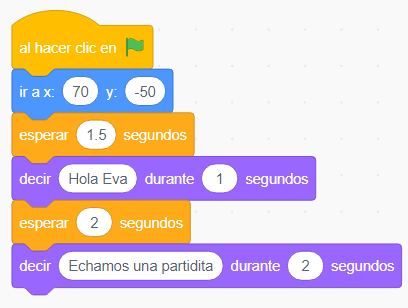 al hacer clic en
ir a x: 70 y: -50
esperar 1.5 segundos
decir Hola Eva durante 1 segundos
esperar 2 segundos
decir Echamos una partidita durante 2 segundos